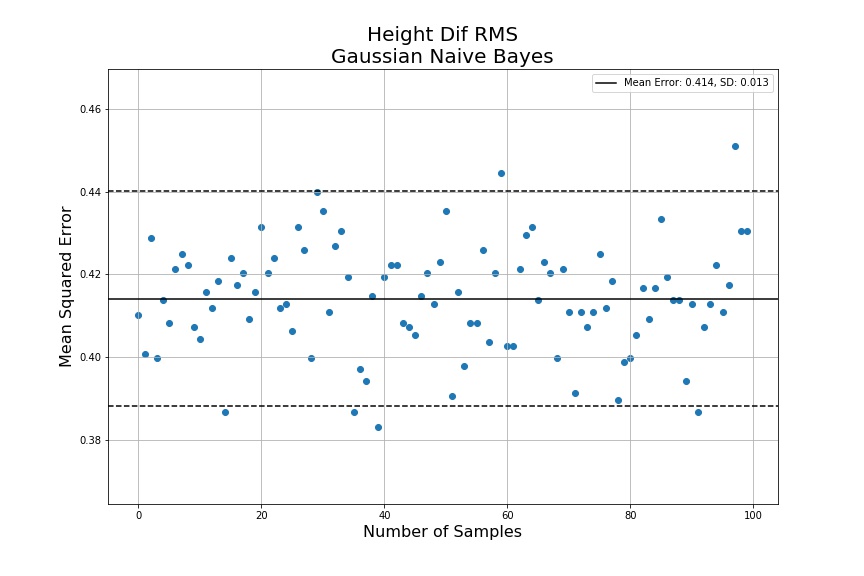 Height Dif RMS
Gaussian Naive Bayes
Mean Error: 0.414, SD: 0.013
Mean Squared Error
0.46
0.44
0.42
0.40
0.38
0
20
40
60
80
100
Number of Samples